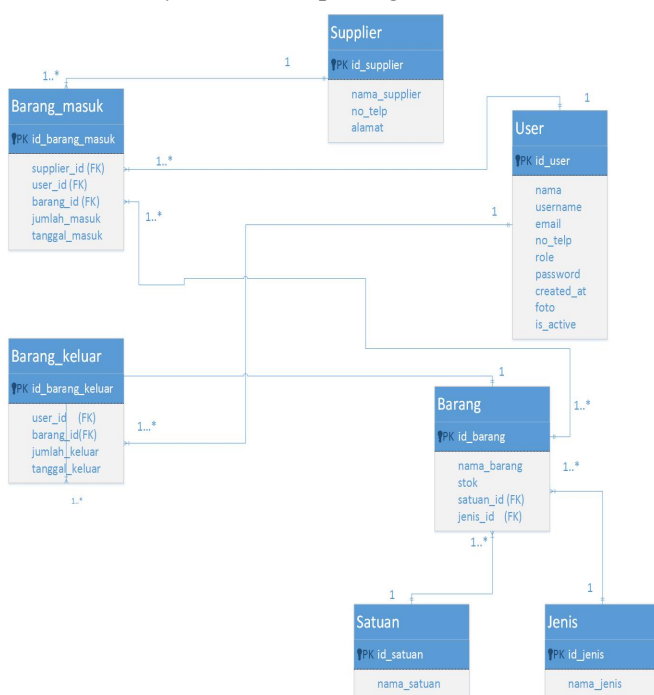 Supplier
PK id_supplier
nama_supplier
no_telp
alamat
1
1..*
Barang_masuk
PK id_barang_masuk
supplier_id (FK)
user_id (FK)
barang_id (FK)
jumlah_masuk
tanggal_masuk
1..*
1..*
1
User
PK id_user
nama
username
email
no_telp
role
password
created_at
foto
is_active
1
Barang_keluar
PK id_barang_keluar
user_id (FK)
barang_id(FK)
jumlah_keluar
tanggal_keluar
1...*
1..*
1
Barang
PK id_barang
nama_barang
stok
satuan_id (FK)
jenis_id (FK)
1..*
1..*
1..*
1
Satuan
PK id_satuan
nama_satuan
1
Jenis
PK id_jenis
nama_jenis